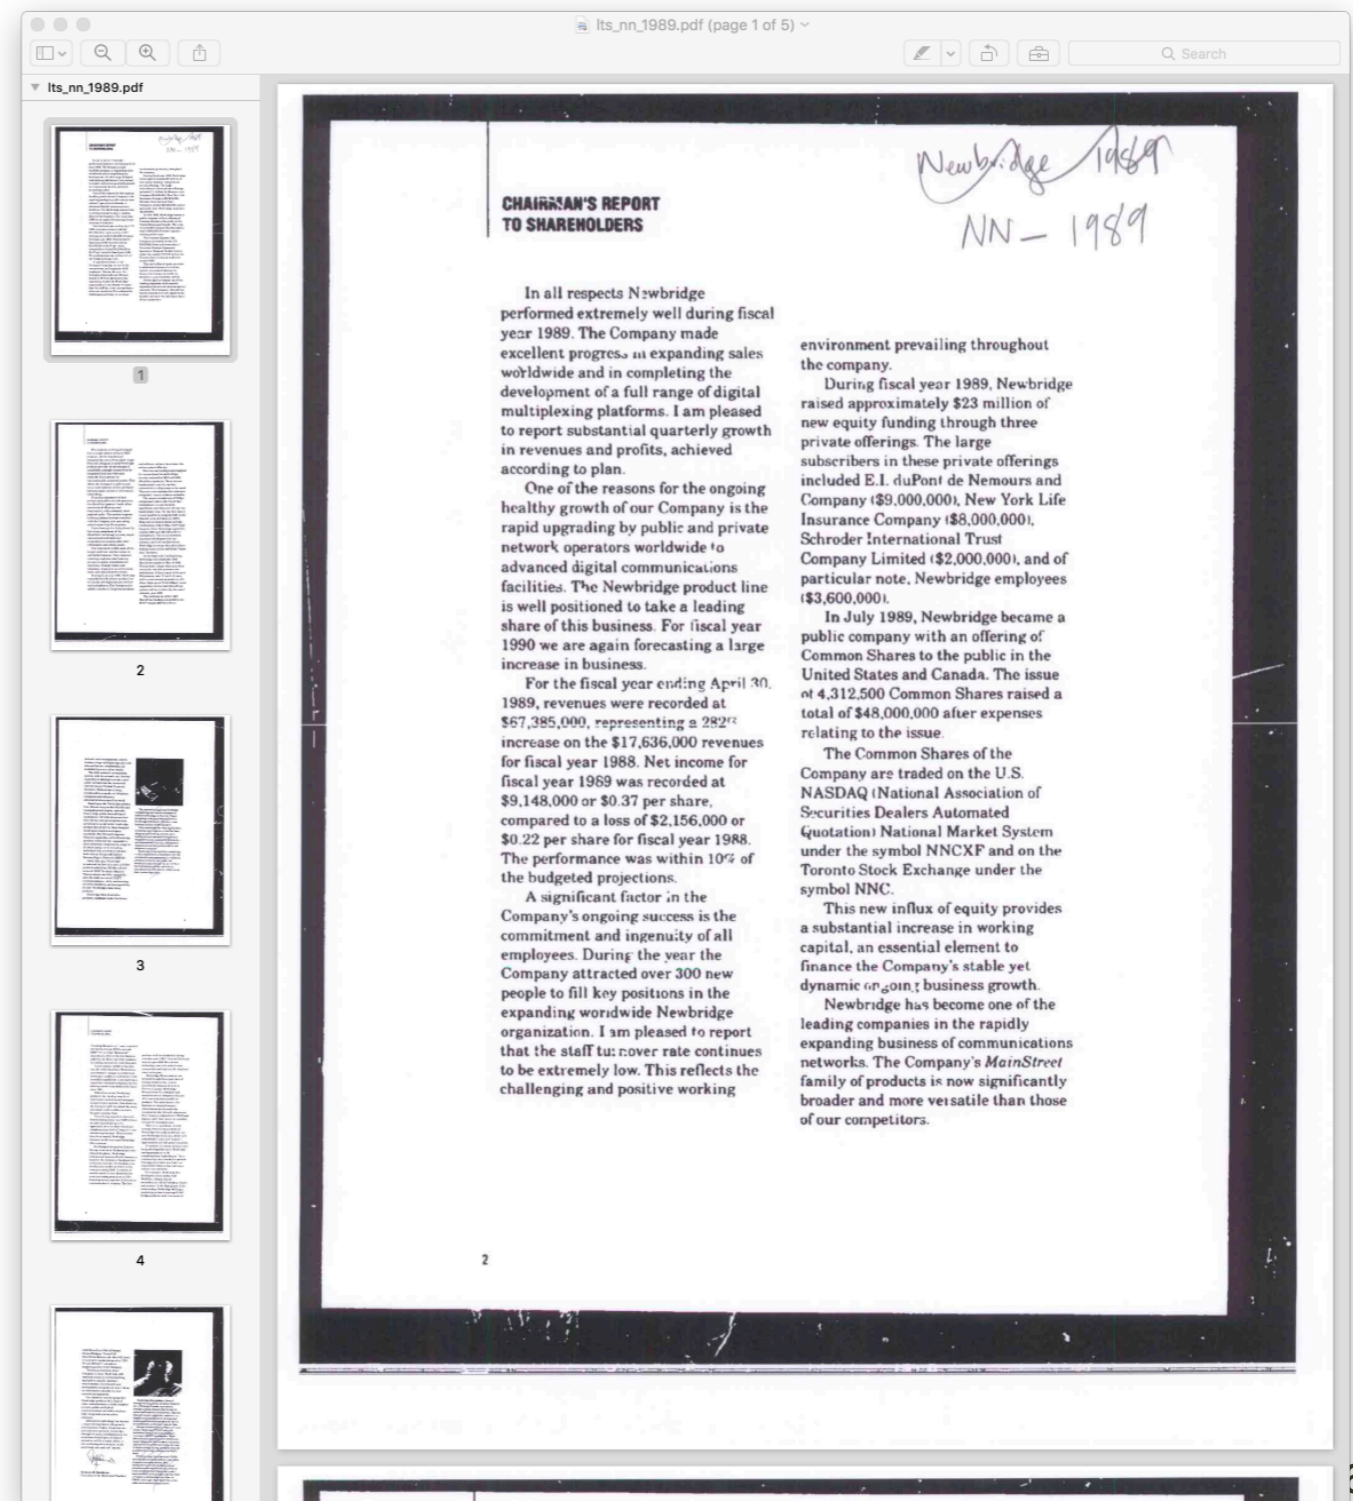 lts_nn_1989.pdf (page 1 of 5)
Search
lts_nn_1989.pdf
1
2
3
4
Newbridge 1989
NN - 1989
CHAIRMAN'S REPORT
TO SHAREHOLDERS
In all respects Newbridge
performed extremely well during fiscal
year 1989. The Company made
excellent progress in expanding sales
worldwide and in completing the
development of a full range of digital
multiplexing platforms. I am pleased
to report substantial quarterly growth
in revenues and profits, achieved
according to plan.
One of the reasons for the ongoing
healthy growth of our Company is the
rapid upgrading by public and private
network operators worldwide to
advanced digital communications
facilities. The Newbridge product line
is well positioned to take a leading
share of this business. For fiscal year
1990 we are again forecasting a large
increase in business.
For the fiscal year ending April 30,
1989, revenues were recorded at
$67,385,000, representing a 282%
increase on the $17,636,000 revenues
for fiscal year 1988. Net income for
fiscal year 1989 was recorded at
$9,148,000 or $0.37 per share,
compared to a loss of $2,156,000 or
$0.22 per share for fiscal year 1988.
The performance was within 10% of
the budgeted projections.
A significant factor in the
Company's ongoing success is the
commitment and ingenuity of all
employees. During the year the
Company attracted over 300 new
people to fill key positions in the
expanding worldwide Newbridge
organization. I am pleased to report
that the staff turnover rate continues
to be extremely low. This reflects the
challenging and positive working
environment prevailing throughout
the company.
During fiscal year 1989, Newbridge
raised approximately $23 million of
new equity funding through three
private offerings. The large
subscribers in these private offerings
included E.I. duPont de Nemours and
Company ($9,000,000), New York Life
Insurance Company ($8,000,000),
Schroder International Trust
Company Limited ($2,000,000), and of
particular note, Newbridge employees
($3,600,000).
In July 1989, Newbridge became a
public company with an offering of
Common Shares to the public in the
United States and Canada. The issue
of 4,312,500 Common Shares raised a
total of $48,000,000 after expenses
relating to the issue.
The Common Shares of the
Company are traded on the U.S.
NASDAQ (National Association of
Securities Dealers Automated
Quotation) National Market System
under the symbol NNCXF and on the
Toronto Stock Exchange under the
symbol NNC.
This new influx of equity provides
a substantial increase in working
capital, an essential element to
finance the Company's stable yet
dynamic ongoing business growth.
Newbridge has become one of the
leading companies in the rapidly
expanding business of communications
networks. The Company's MainStreet
family of products is now significantly
broader and more versatile than those
of our competitors.
2